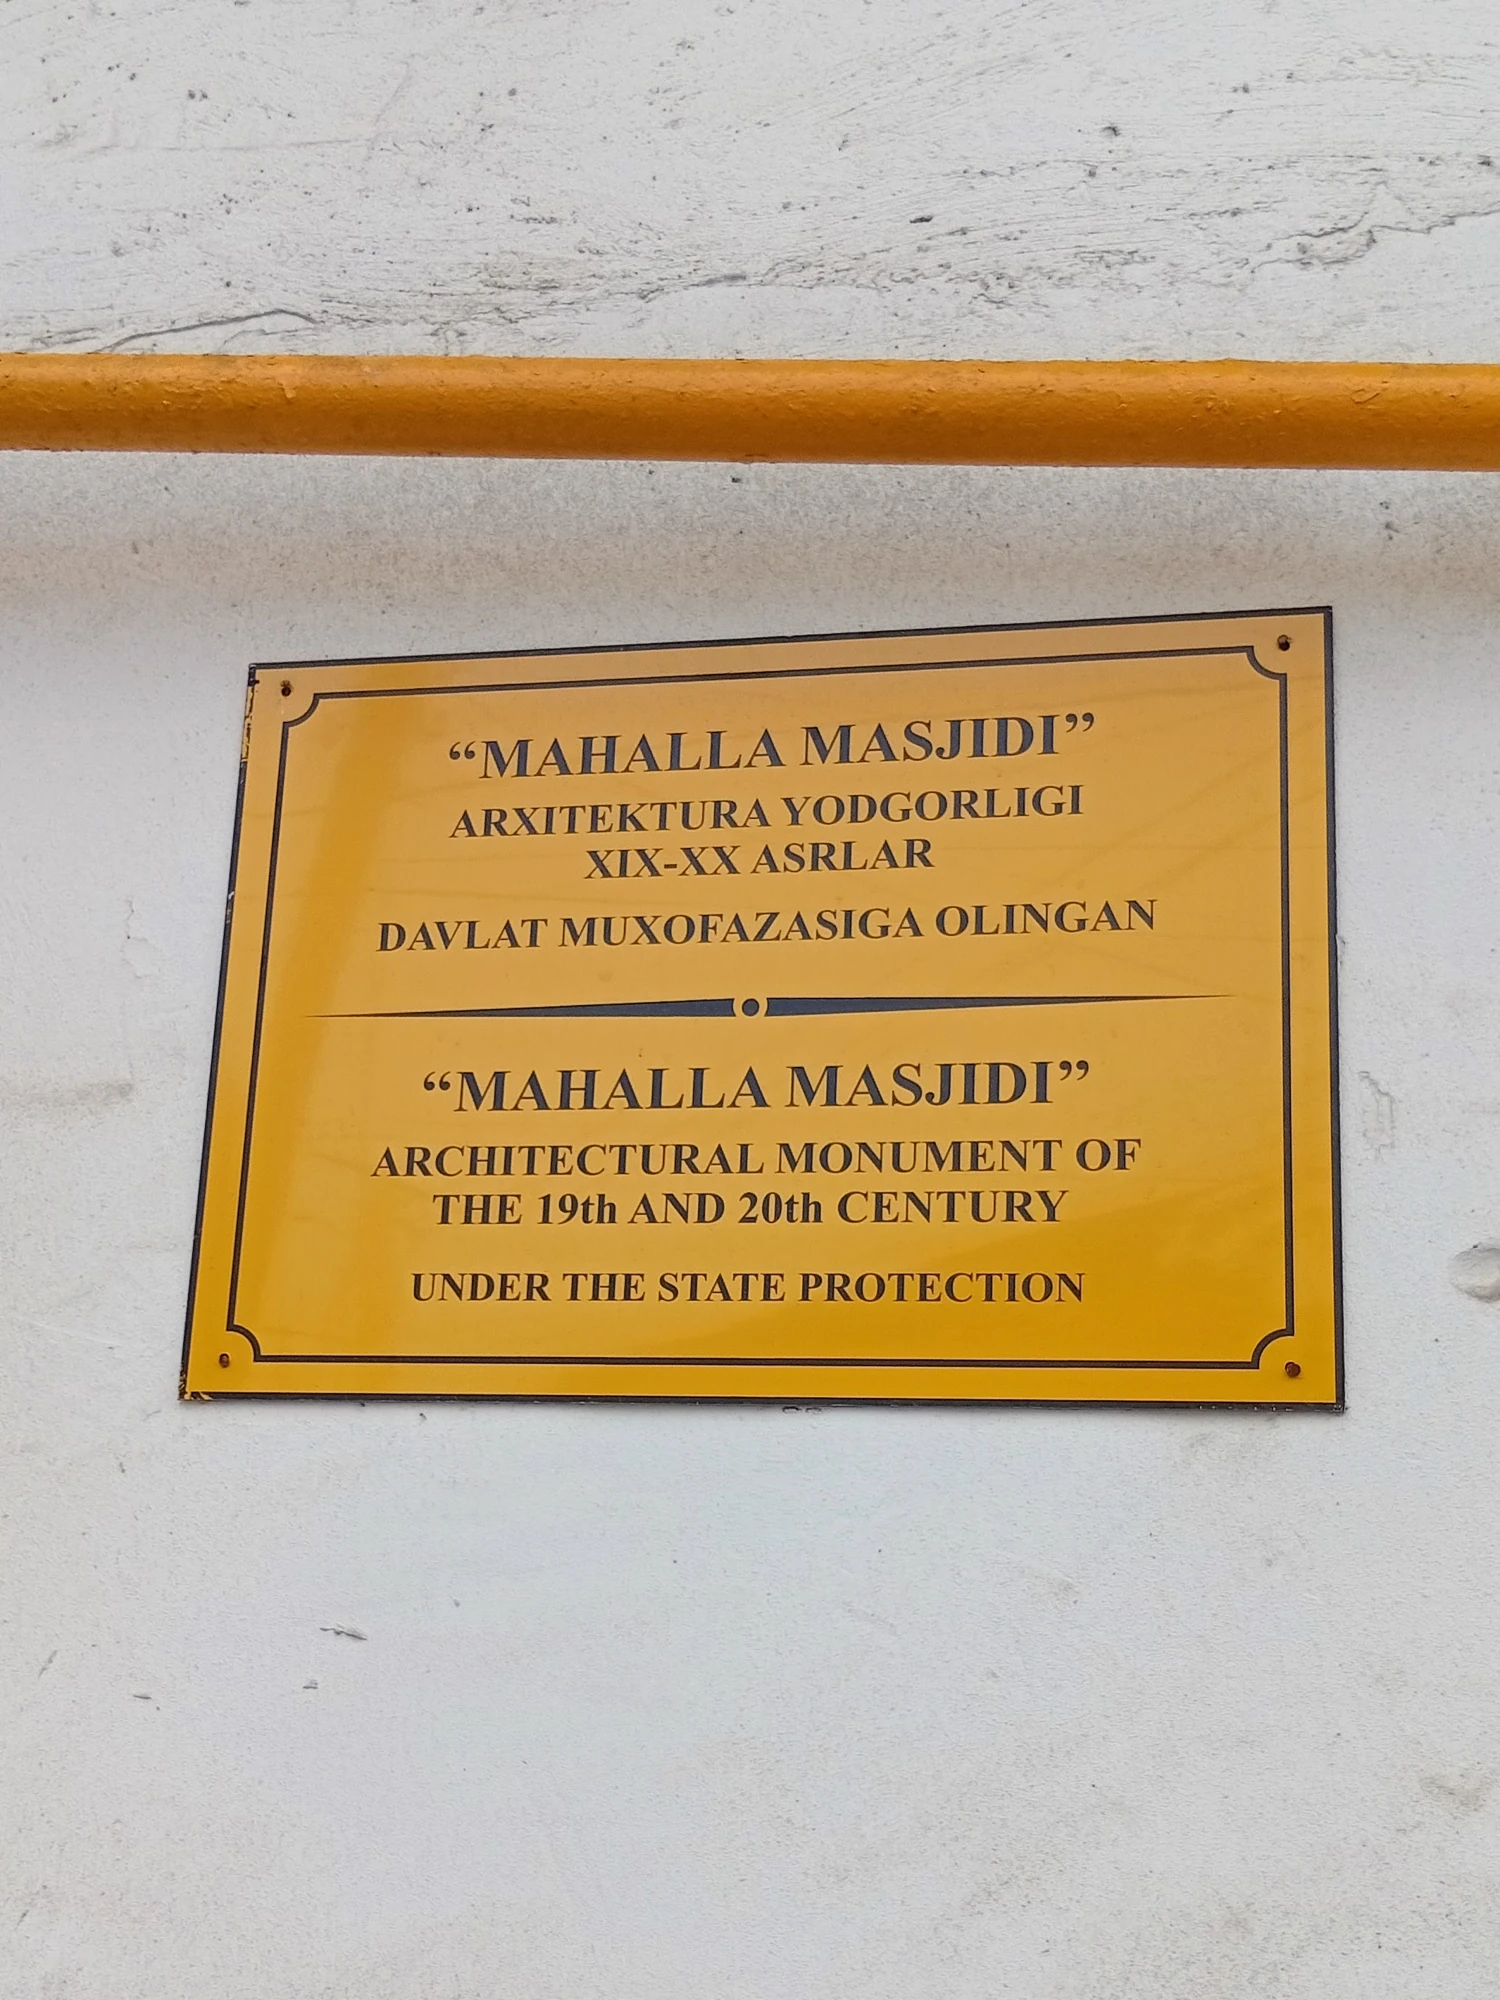 “MAHALLA MASJIDI”
ARXITEKTURA YODGORLIGI
XIX-XX ASRLAR
DAVLAT MUXOFAZASIGA OLINGAN
“MAHALLA MASJIDI”
ARCHITECTURAL MONUMENT OF
THE 19th AND 20th CENTURY
UNDER THE STATE PROTECTION